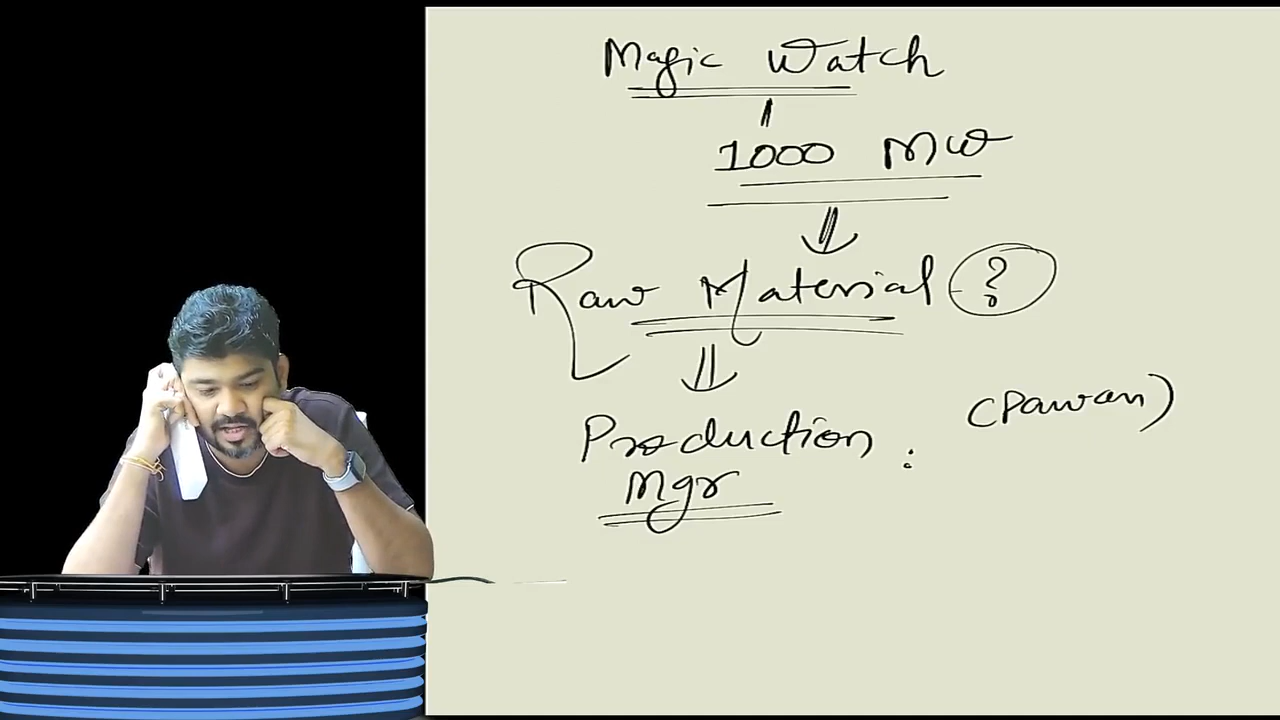 Magic Watch
1000 MW
Raw Material ?
Production : (Pawan)
Mgr